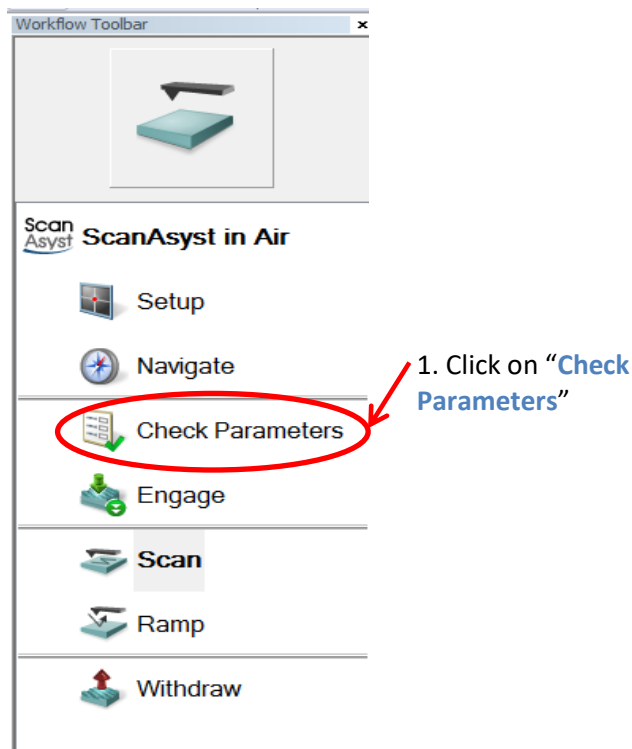 Workflow Toolbar x
Scan
Asyst ScanAsyst in Air
Setup
Navigate
1. Click on “Check
Parameters”
Check Parameters
Engage
Scan
Ramp
Withdraw